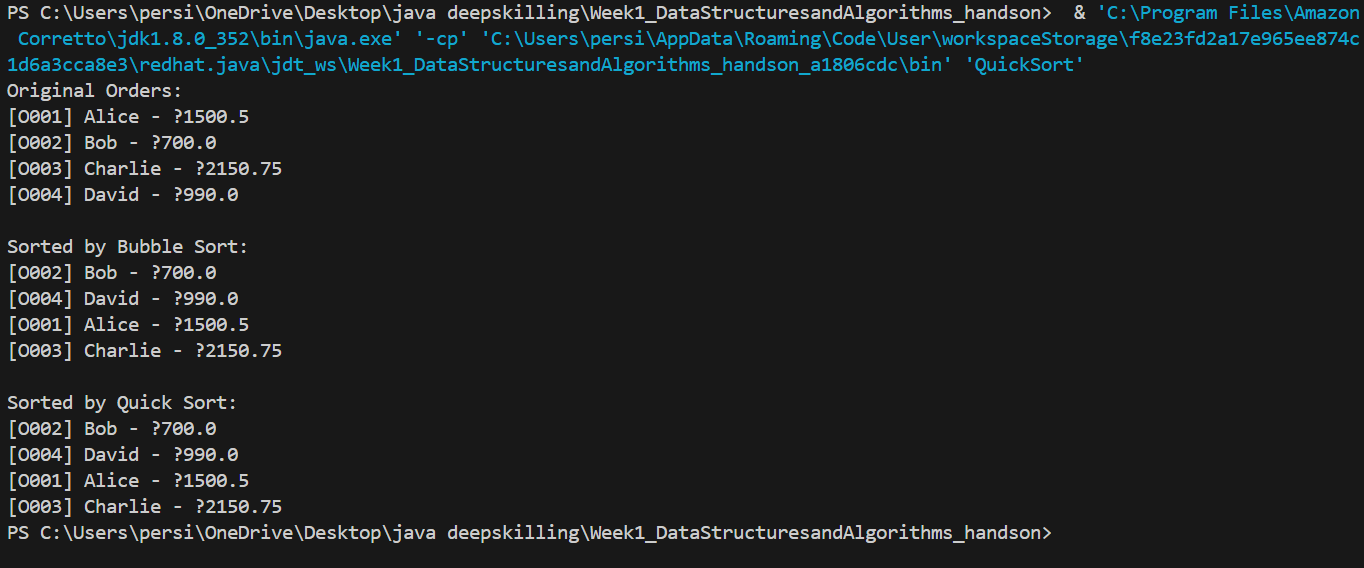 PS C:\Users\persi\OneDrive\Desktop\java deepskilling\Week1_DataStructuresandAlgorithms_handson>  & 'C:\Program Files\Amazon
 Corretto\jdk1.8.0_352\bin\java.exe' '-cp' 'C:\Users\persi\AppData\Roaming\Code\User\workspaceStorage\f8e23fd2a17e965ee874c
1d6a3cca8e3\redhat.java\jdt_ws\Week1_DataStructuresandAlgorithms_handson_a1806cdc\bin' 'QuickSort'
Original Orders:
[O001] Alice - ?1500.5
[O002] Bob - ?700.0
[O003] Charlie - ?2150.75
[O004] David - ?990.0

Sorted by Bubble Sort:
[O002] Bob - ?700.0
[O004] David - ?990.0
[O001] Alice - ?1500.5
[O003] Charlie - ?2150.75

Sorted by Quick Sort:
[O002] Bob - ?700.0
[O004] David - ?990.0
[O001] Alice - ?1500.5
[O003] Charlie - ?2150.75
PS C:\Users\persi\OneDrive\Desktop\java deepskilling\Week1_DataStructuresandAlgorithms_handson>